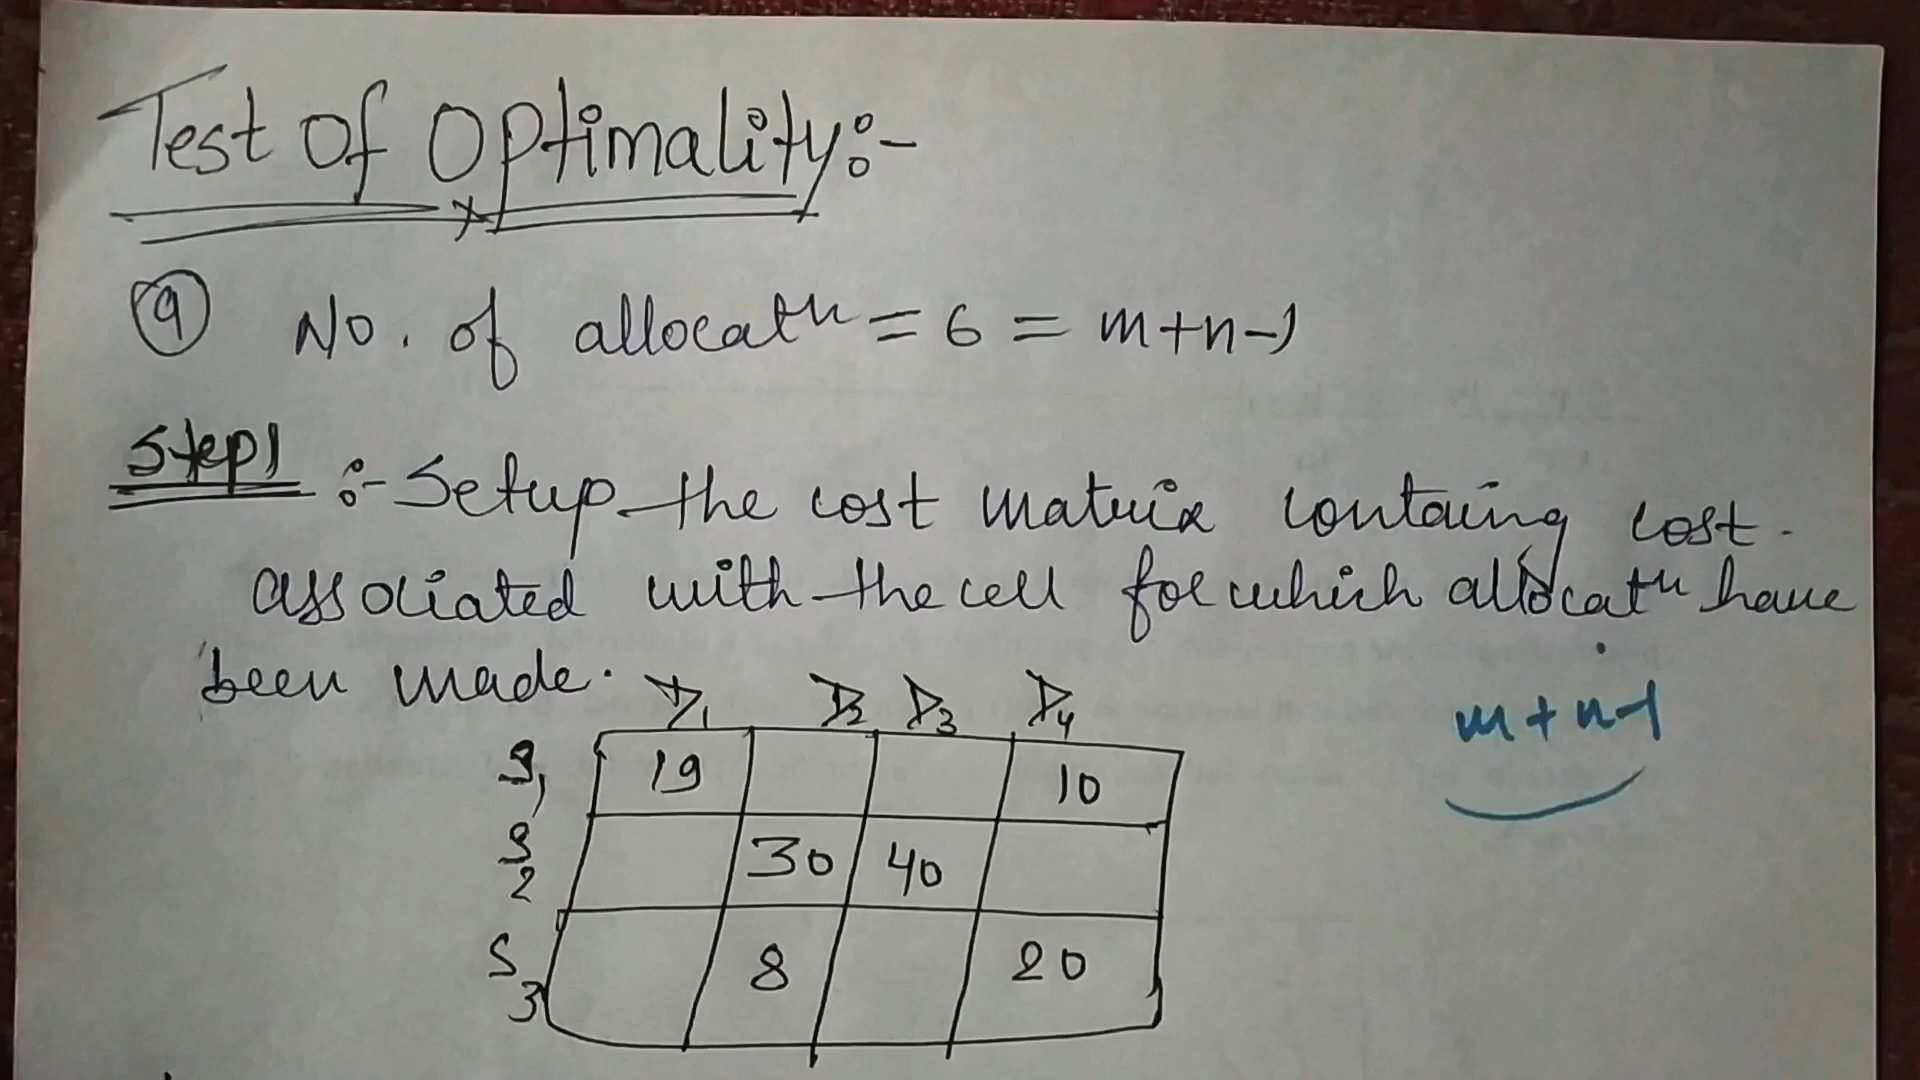 Test Of Optimality:-
(a) No. of allocatn = 6 = m+n-1
Step1 :- Setup the cost matrix containg cost.
associated with the cell for which allocatn have
been made.
m+n-1
D1 D2 D3 D4
S1 19 10
S2 30 40
S3 8 20